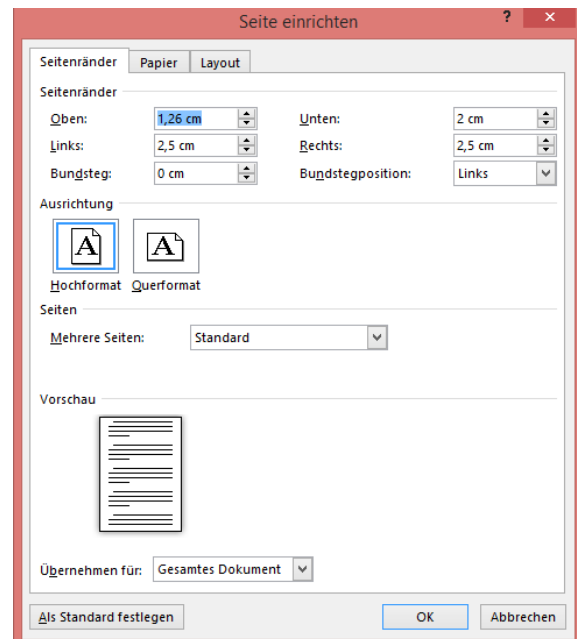 Seite einrichten ? ×
Seitenränder Papier Layout
Seitenränder
Oben: 1,26 cm Unten: 2 cm
Links: 2,5 cm Rechts: 2,5 cm
Bundsteg: 0 cm Bundstegposition: Links
Ausrichtung
A A
Hochformat Querformat
Seiten
Mehrere Seiten: Standard
Vorschau
Übernehmen für: Gesamtes Dokument
Als Standard festlegen OK Abbrechen